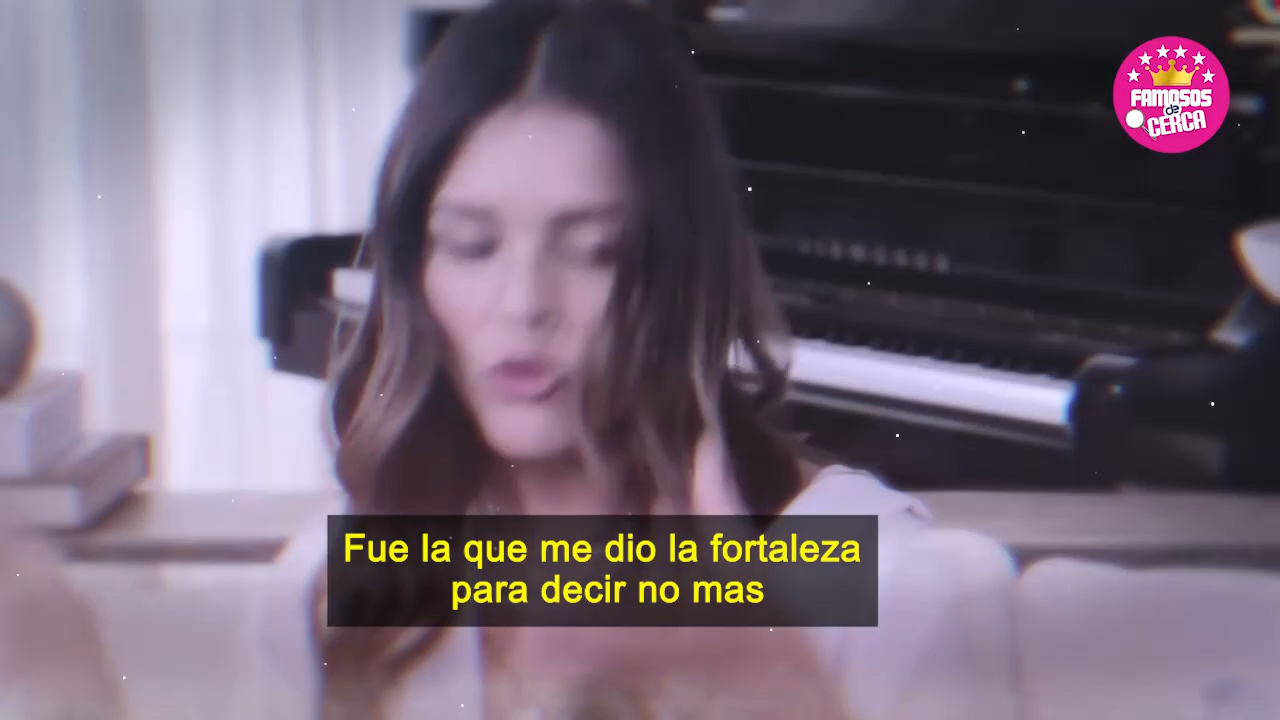 FAMOSOS
de
CERCA
Fue la que me dio la fortaleza
para decir no mas